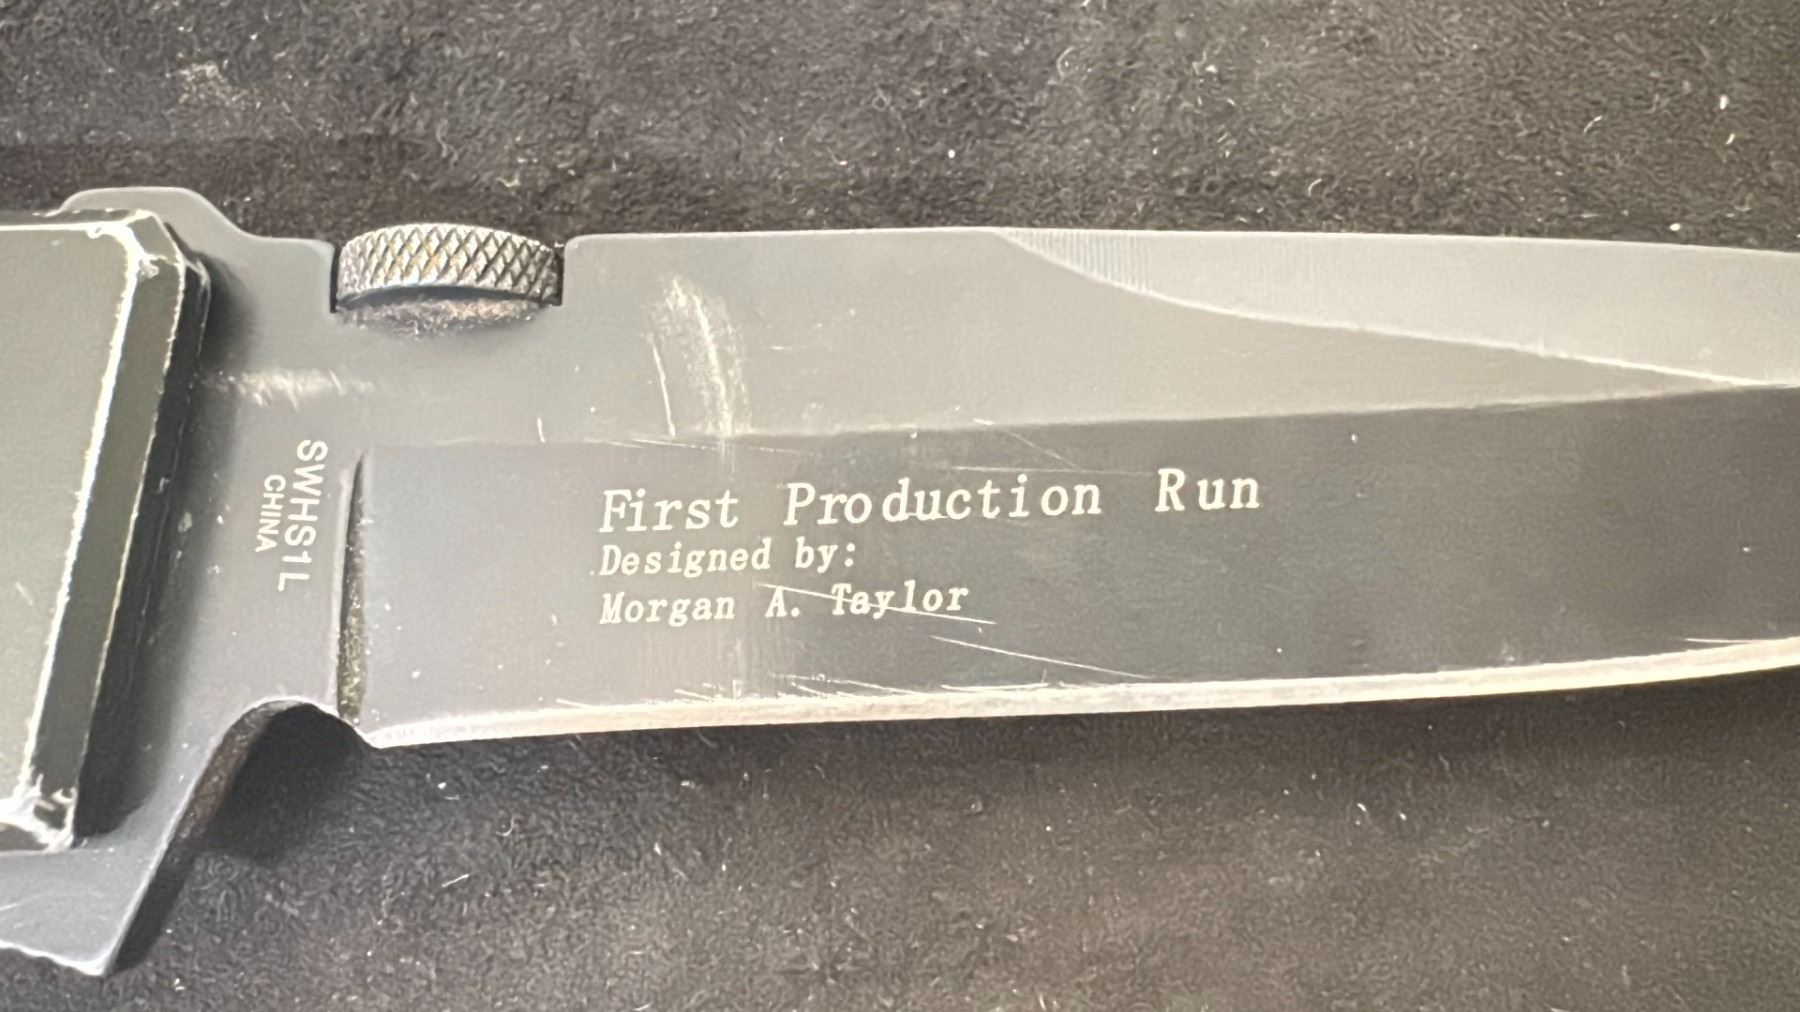 First Production Run
Designed by:
Morgan A. Taylor
SWHS1L
CHINA